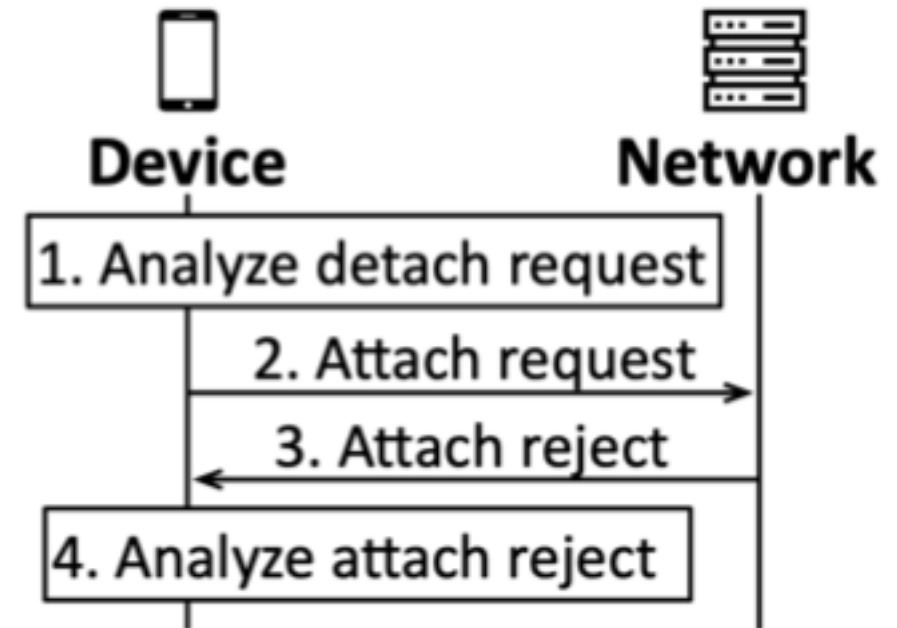 Device
Network
1. Analyze detach request
2. Attach request
3. Attach reject
4. Analyze attach reject